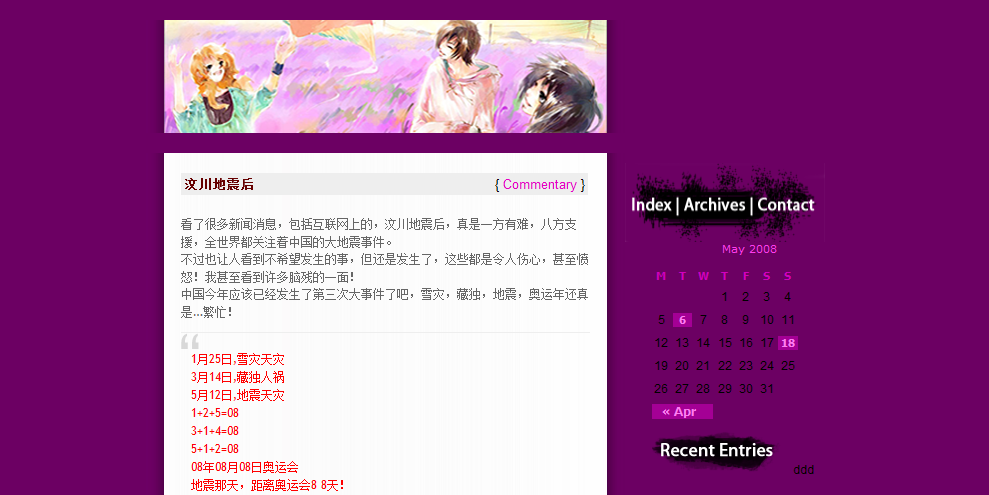 汶川地震后
{ Commentary }
看了很多新闻消息，包括互联网上的，汶川地震后，真是一方有难，八方支
援，全世界都关注着中国的大地震事件。
不过也让人看到不希望发生的事，但还是发生了，这些都是令人伤心，甚至愤
怒！我甚至看到许多脑残的一面！
中国今年应该已经发生了第三次大事件了吧，雪灾，藏独，地震，奥运年还真
是...繁忙！
“
1月25日,雪灾天灾
3月14日,藏独人祸
5月12日,地震天灾
1+2+5=08
3+1+4=08
5+1+2=08
08年08月08日奥运会
地震那天，距离奥运会8 8天！
Index | Archives | Contact
May 2008
M T W T F S S
1 2 3 4
5 6 7 8 9 10 11
12 13 14 15 16 17 18
19 20 21 22 23 24 25
26 27 28 29 30 31
« Apr
Recent Entries
ddd